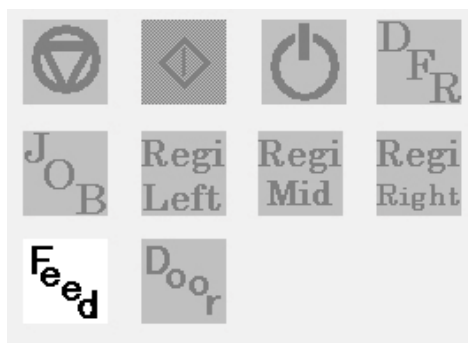 DFR
JOB
Regi
Left
Regi
Mid
Regi
Right
Feed
Door